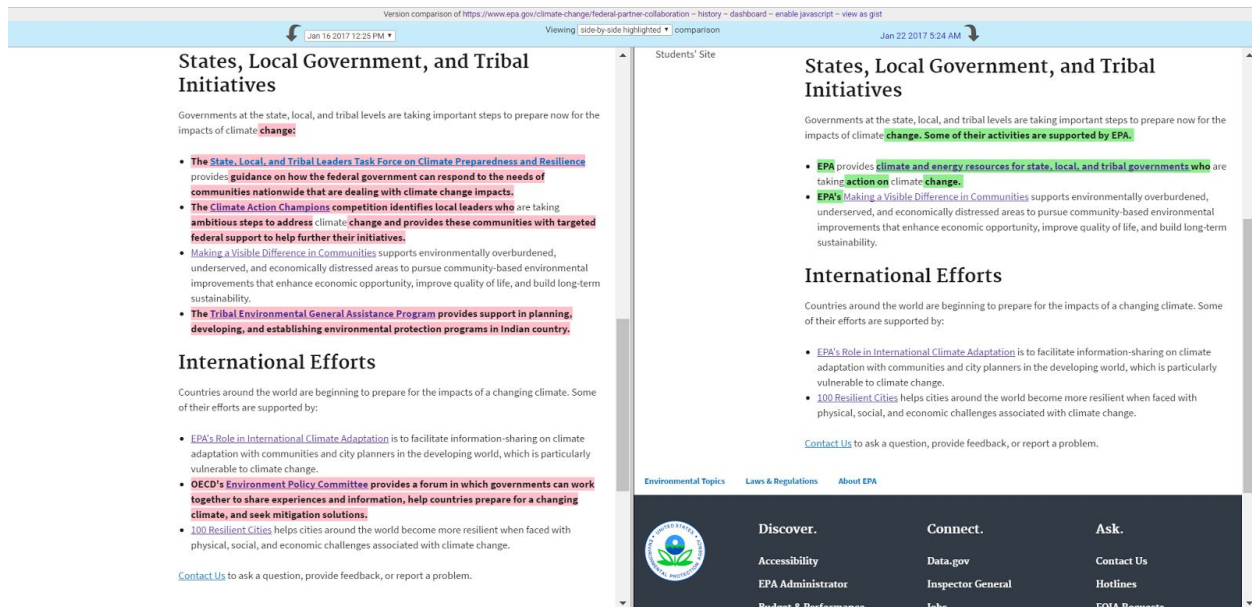 Version comparison of https://www.epa.gov/climate-change/federal-partner-collaboration – history – dashboard – enable javascript – view as gist
Jan 16 2017 12:25 PM ▾
Viewing side-by-side highlighted ▾ comparison
Jan 22 2017 5:24 AM
States, Local Government, and Tribal
Initiatives
Governments at the state, local, and tribal levels are taking important steps to prepare now for the
impacts of climate change:
• The State, Local, and Tribal Leaders Task Force on Climate Preparedness and Resilience
provides guidance on how the federal government can respond to the needs of
communities nationwide that are dealing with climate change impacts.
• The Climate Action Champions competition identifies local leaders who are taking
ambitious steps to address climate change and provides these communities with targeted
federal support to help further their initiatives.
• Making a Visible Difference in Communities supports environmentally overburdened,
underserved, and economically distressed areas to pursue community-based environmental
improvements that enhance economic opportunity, improve quality of life, and build long-term
sustainability.
• The Tribal Environmental General Assistance Program provides support in planning,
developing, and establishing environmental protection programs in Indian country.
International Efforts
Countries around the world are beginning to prepare for the impacts of a changing climate. Some
of their efforts are supported by:
• EPA's Role in International Climate Adaptation is to facilitate information-sharing on climate
adaptation with communities and city planners in the developing world, which is particularly
vulnerable to climate change.
• OECD's Environment Policy Committee provides a forum in which governments can work
together to share experiences and information, help countries prepare for a changing
climate, and seek mitigation solutions.
• 100 Resilient Cities helps cities around the world become more resilient when faced with
physical, social, and economic challenges associated with climate change.
Contact Us to ask a question, provide feedback, or report a problem.
Students' Site
States, Local Government, and Tribal
Initiatives
Governments at the state, local, and tribal levels are taking important steps to prepare now for the
impacts of climate change. Some of their activities are supported by EPA.
• EPA provides climate and energy resources for state, local, and tribal governments who are
taking action on climate change.
• EPA's Making a Visible Difference in Communities supports environmentally overburdened,
underserved, and economically distressed areas to pursue community-based environmental
improvements that enhance economic opportunity, improve quality of life, and build long-term
sustainability.
International Efforts
Countries around the world are beginning to prepare for the impacts of a changing climate. Some
of their efforts are supported by:
• EPA's Role in International Climate Adaptation is to facilitate information-sharing on climate
adaptation with communities and city planners in the developing world, which is particularly
vulnerable to climate change.
• 100 Resilient Cities helps cities around the world become more resilient when faced with
physical, social, and economic challenges associated with climate change.
Contact Us to ask a question, provide feedback, or report a problem.
Environmental Topics Laws & Regulations About EPA
UNITED STATES
Discover. Connect. Ask.
Accessibility Data.gov Contact Us
EPA Administrator Inspector General Hotlines
Budget & Performance Jobs FOIA Requests